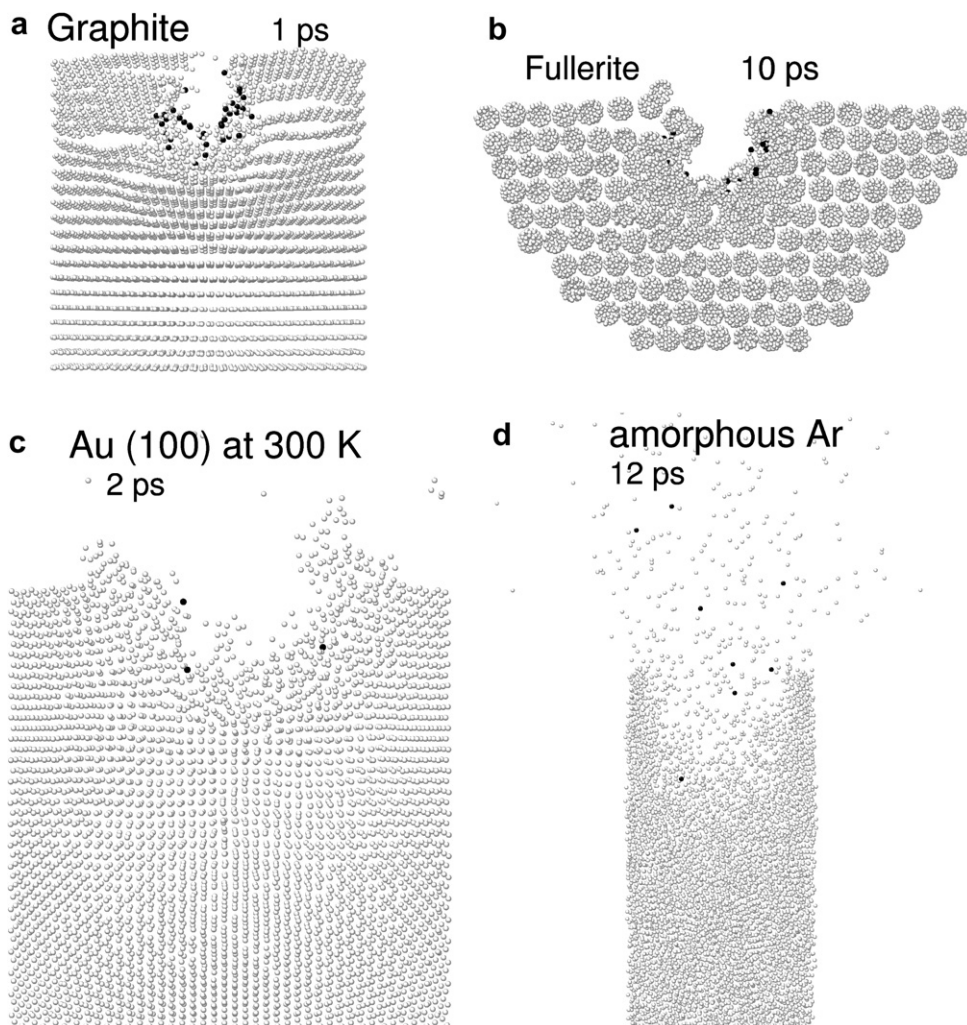 a Graphite 1 ps
b
Fullerite 10 ps
c Au (100) at 300 K
2 ps
d amorphous Ar
12 ps